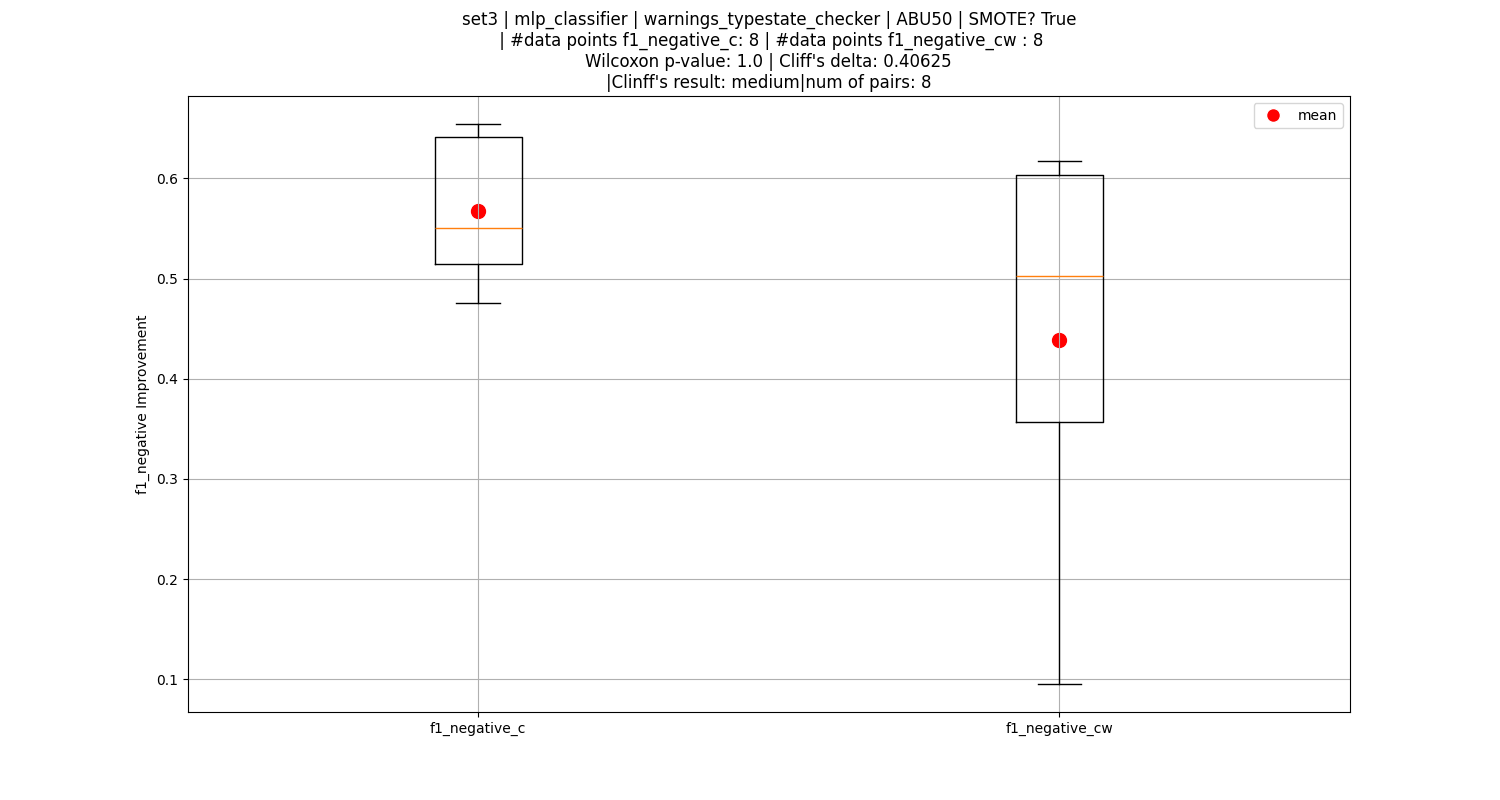 set3 | mlp_classifier | warnings_typestate_checker | ABU50 | SMOTE? True
| #data points f1_negative_c: 8 | #data points f1_negative_cw : 8
Wilcoxon p-value: 1.0 | Cliff's delta: 0.40625
|Clinff's result: medium|num of pairs: 8
mean
0.6
0.5
0.4
0.3
0.2
0.1
f1_negative Improvement
f1_negative_c
f1_negative_cw